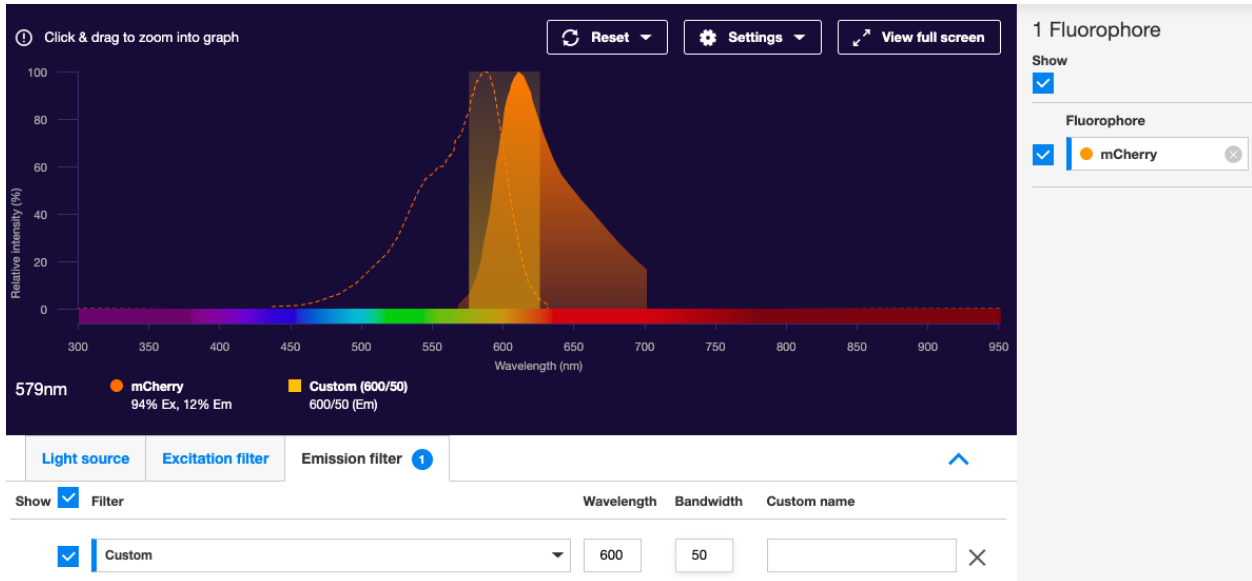 Click & drag to zoom into graph
Reset
Settings
View full screen
100
80
60
40
20
0
Relative intensity (%)
300 350 400 450 500 550 600 650 700 750 800 850 900 950
Wavelength (nm)
579nm
mCherry
94% Ex, 12% Em
Custom (600/50)
600/50 (Em)
1 Fluorophore
Show
Fluorophore
mCherry
Light source
Excitation filter
Emission filter 1
Show Filter Wavelength Bandwidth Custom name
Custom 600 50